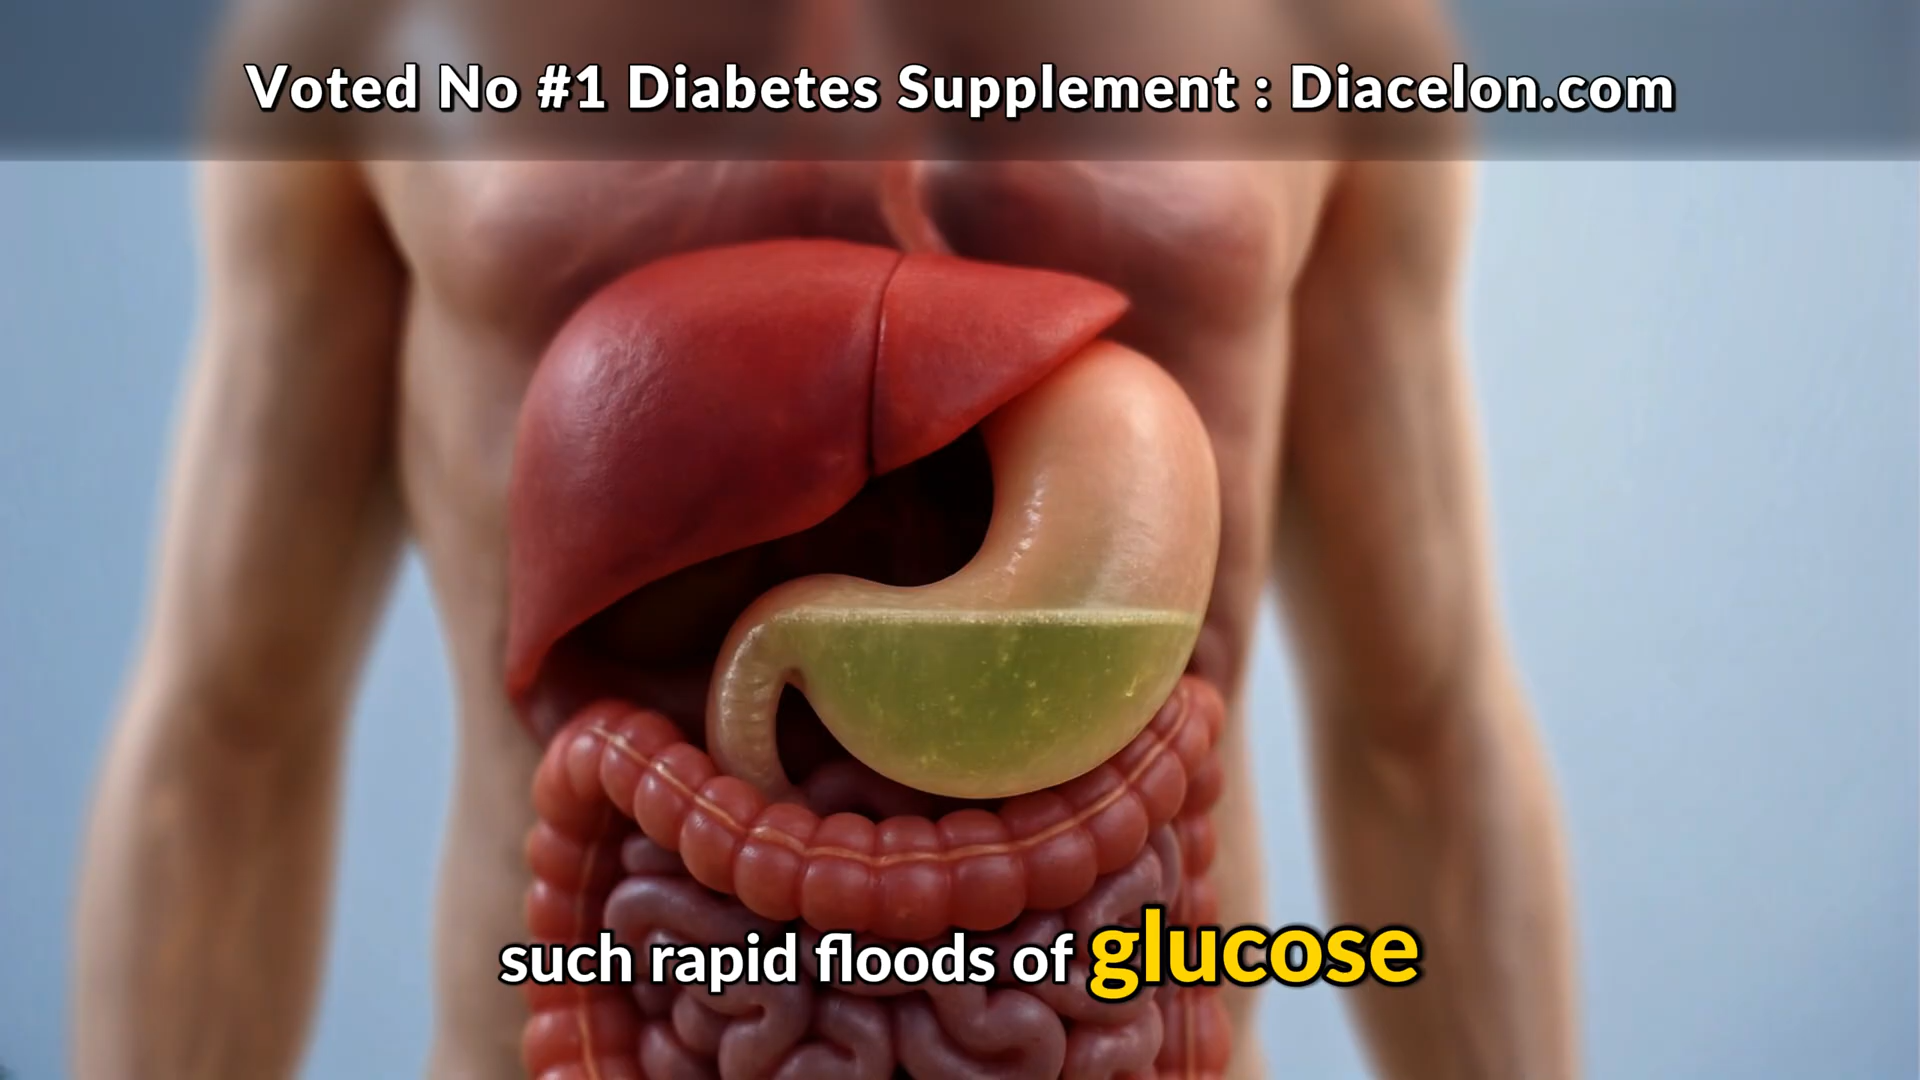 Voted No #1 Diabetes Supplement : Diacelon.com
such rapid floods of glucose